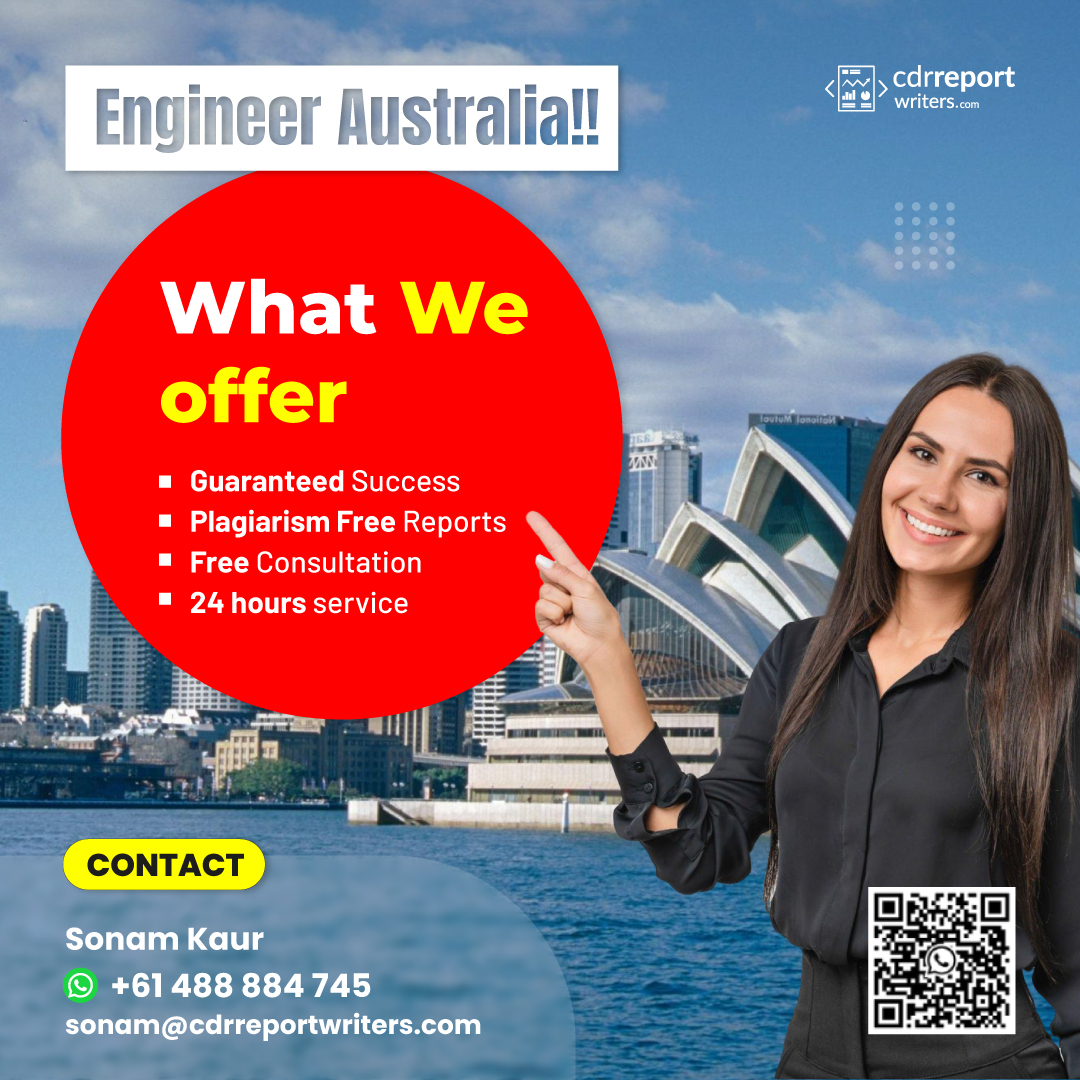 Engineer Australia!!
cdrreport
writers.com
What We
offer
Guaranteed Success
Plagiarism Free Reports
Free Consultation
24 hours service
CONTACT
Sonam Kaur
+61 488 884 745
sonam@cdrreportwriters.com